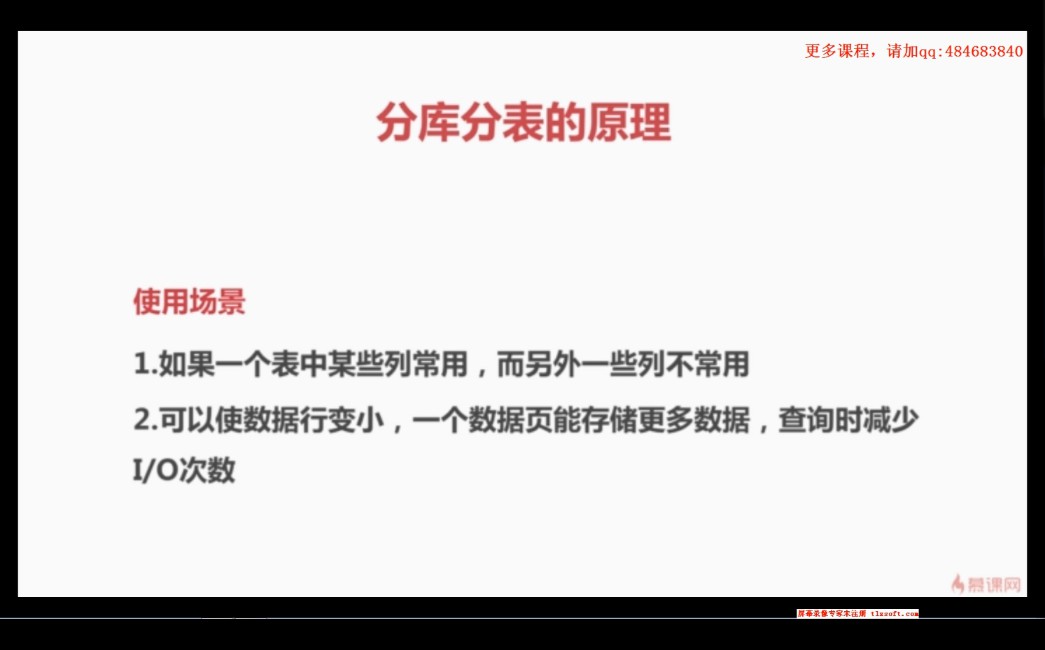 更多课程，请加qq:484683840
分库分表的原理
使用场景
1.如果一个表中某些列常用，而另外一些列不常用
2.可以使数据行变小，一个数据页能存储更多数据，查询时减少
I/O次数
慕课网
屏幕录像专家未注册 tlxsoft.com